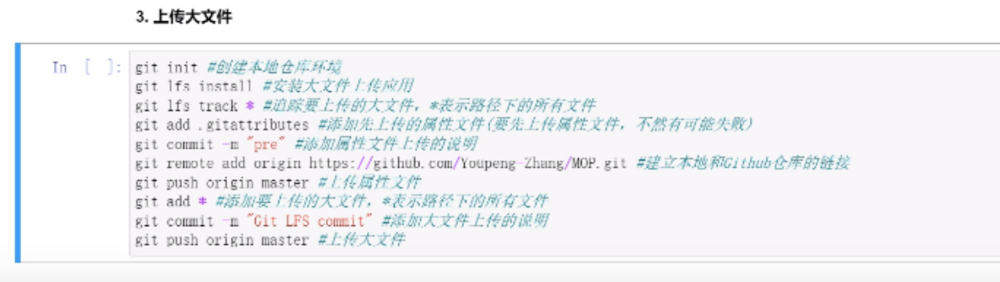 3. 上传大文件
In [ ]: git init #创建本地仓库环境
git lfs install #安装大文件上传应用
git lfs track * #追踪要上传的大文件，*表示路径下的所有文件
git add .gitattributes #添加先上传的属性文件(要先上传属性文件，不然有可能失败)
git commit -m "pre" #添加属性文件上传的说明
git remote add origin https://github.com/Youpeng-Zhang/MOP.git #建立本地和Github仓库的链接
git push origin master #上传属性文件
git add * #添加要上传的大文件，*表示路径下的所有文件
git commit -m "Git LFS commit" #添加大文件上传的说明
git push origin master #上传大文件